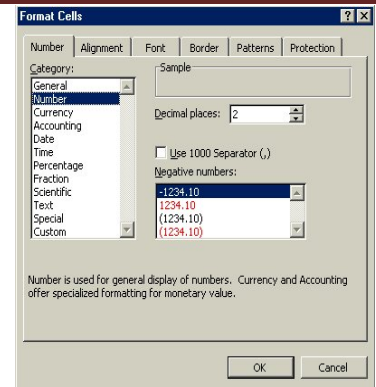 Format Cells
Number Alignment Font Border Patterns Protection
Category:
General
Number
Currency
Accounting
Date
Time
Percentage
Fraction
Scientific
Text
Special
Custom
Sample
Decimal places: 2
Use 1000 Separator (,)
Negative numbers:
-1234.10
1234.10
(1234.10)
(1234.10)
Number is used for general display of numbers. Currency and Accounting
offer specialized formatting for monetary value.
OK Cancel